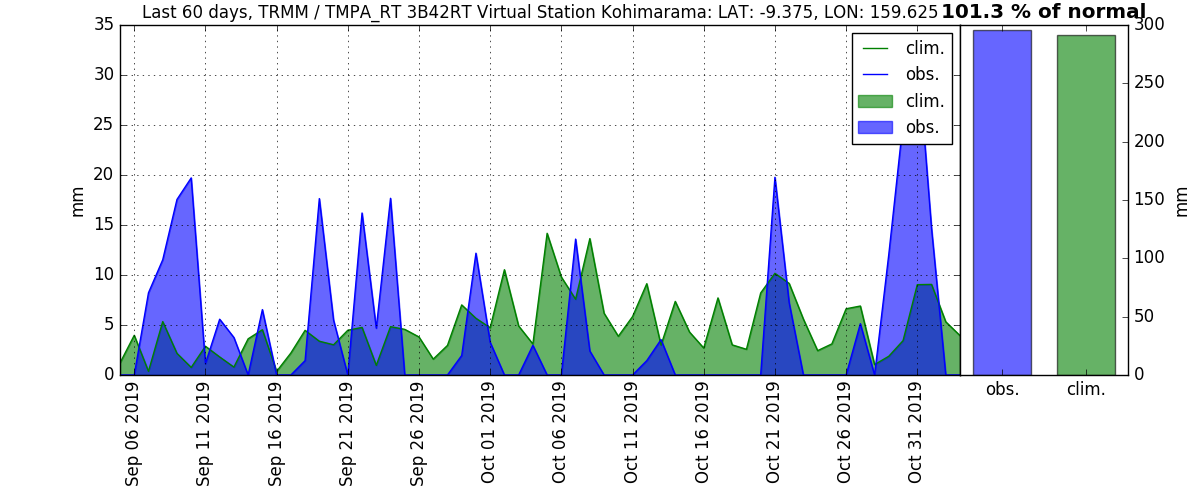 Last 60 days, TRMM / TMPA_RT 3B42RT Virtual Station Kohimarama: LAT: -9.375, LON: 159.625
101.3 % of normal
35
30
25
20
15
10
5
0
mm
clim.
obs.
clim.
obs.
300
250
200
150
100
50
0
mm
Sep 06 2019
Sep 11 2019
Sep 16 2019
Sep 21 2019
Sep 26 2019
Oct 01 2019
Oct 06 2019
Oct 11 2019
Oct 16 2019
Oct 21 2019
Oct 26 2019
Oct 31 2019
obs.
clim.